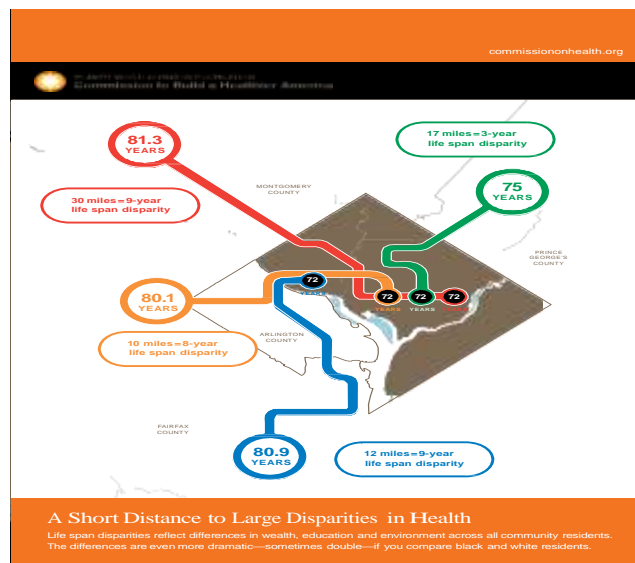 commissiononhealth.org
Commission to Build a Healthier America
17 miles=3-year
life span disparity
81.3
YEARS
75
YEARS
MONTGOMERY
COUNTY
30 miles=9-year
life span disparity
PRINCE
GEORGE'S
COUNTY
72
80.1
YEARS
72
72
72
YEARS
YEARS
ARLINGTON
COUNTY
10 miles=8-year
life span disparity
FAIRFAX
COUNTY
80.9
YEARS
12 miles=9-year
life span disparity
A Short Distance to Large Disparities in Health
Life span disparities reflect differences in wealth, education and environment across all community residents.
The differences are even more dramatic—sometimes double—if you compare black and white residents.